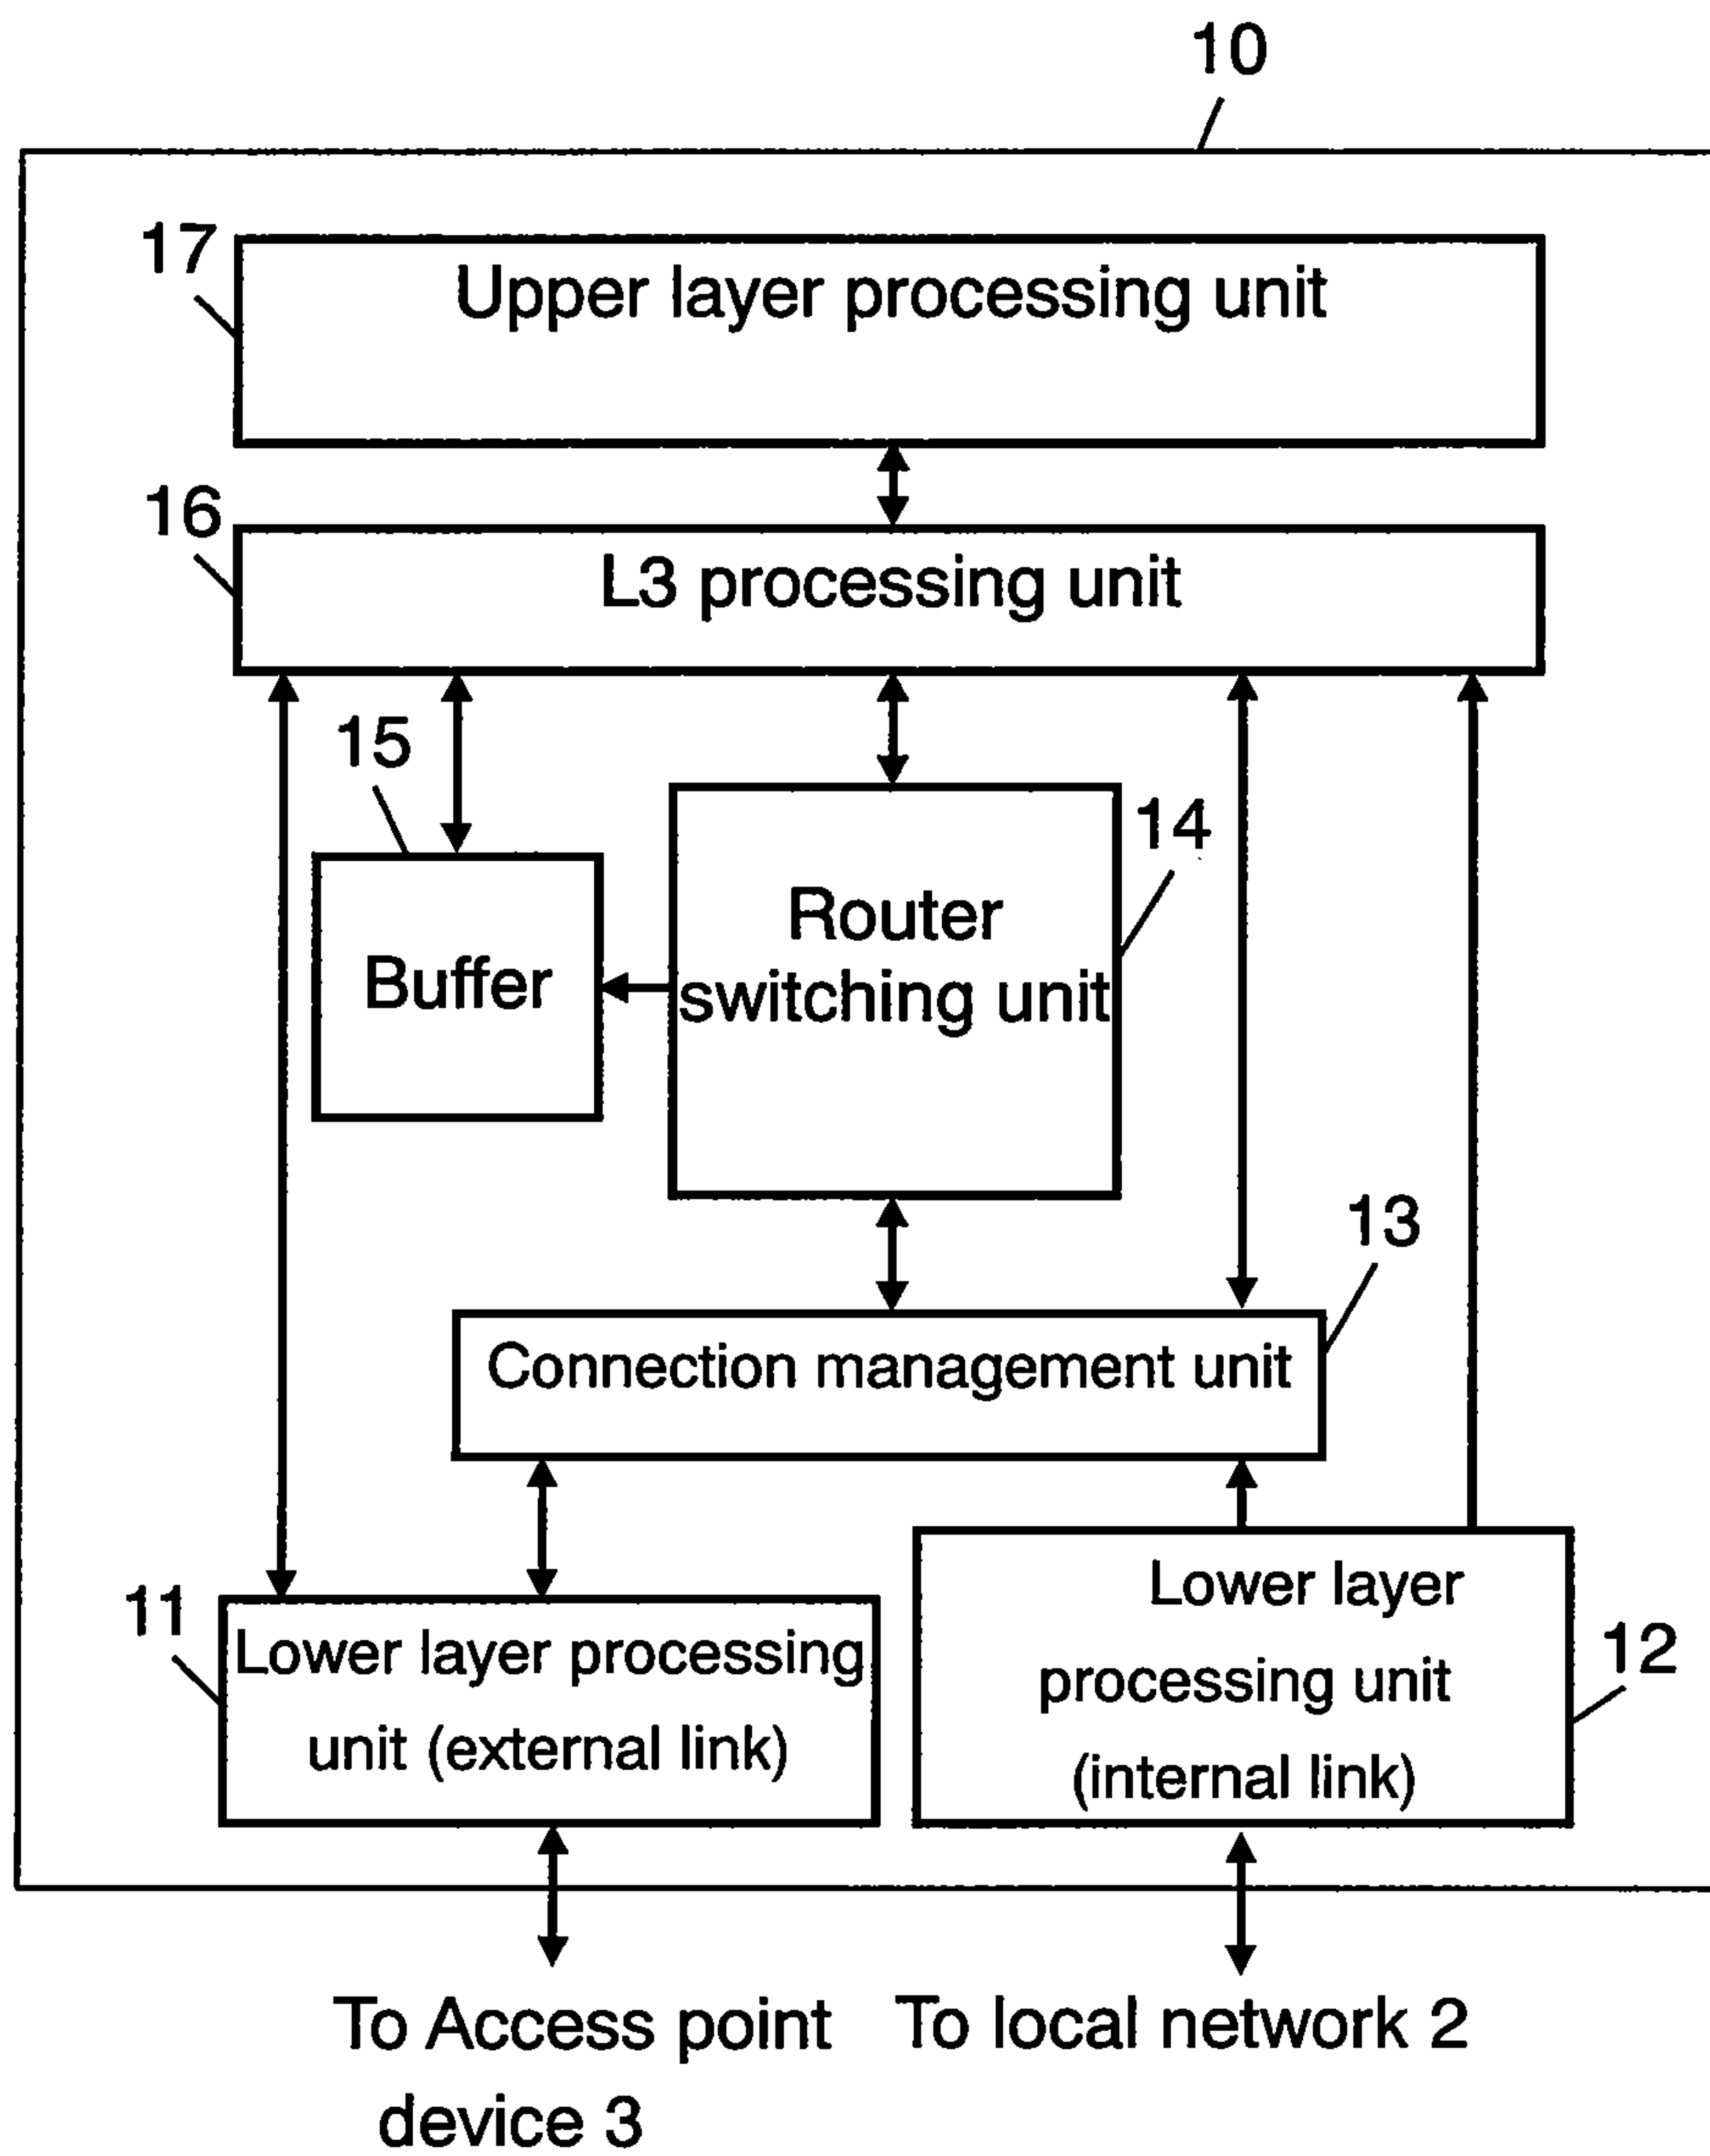 10
17
Upper layer processing unit
16
L3 processing unit
15
14
Router
switching unit
Buffer
13
Connection management unit
11
Lower layer processing
unit (external link)
Lower layer
processing unit
(internal link)
12
To Access point
device 3
To local network 2